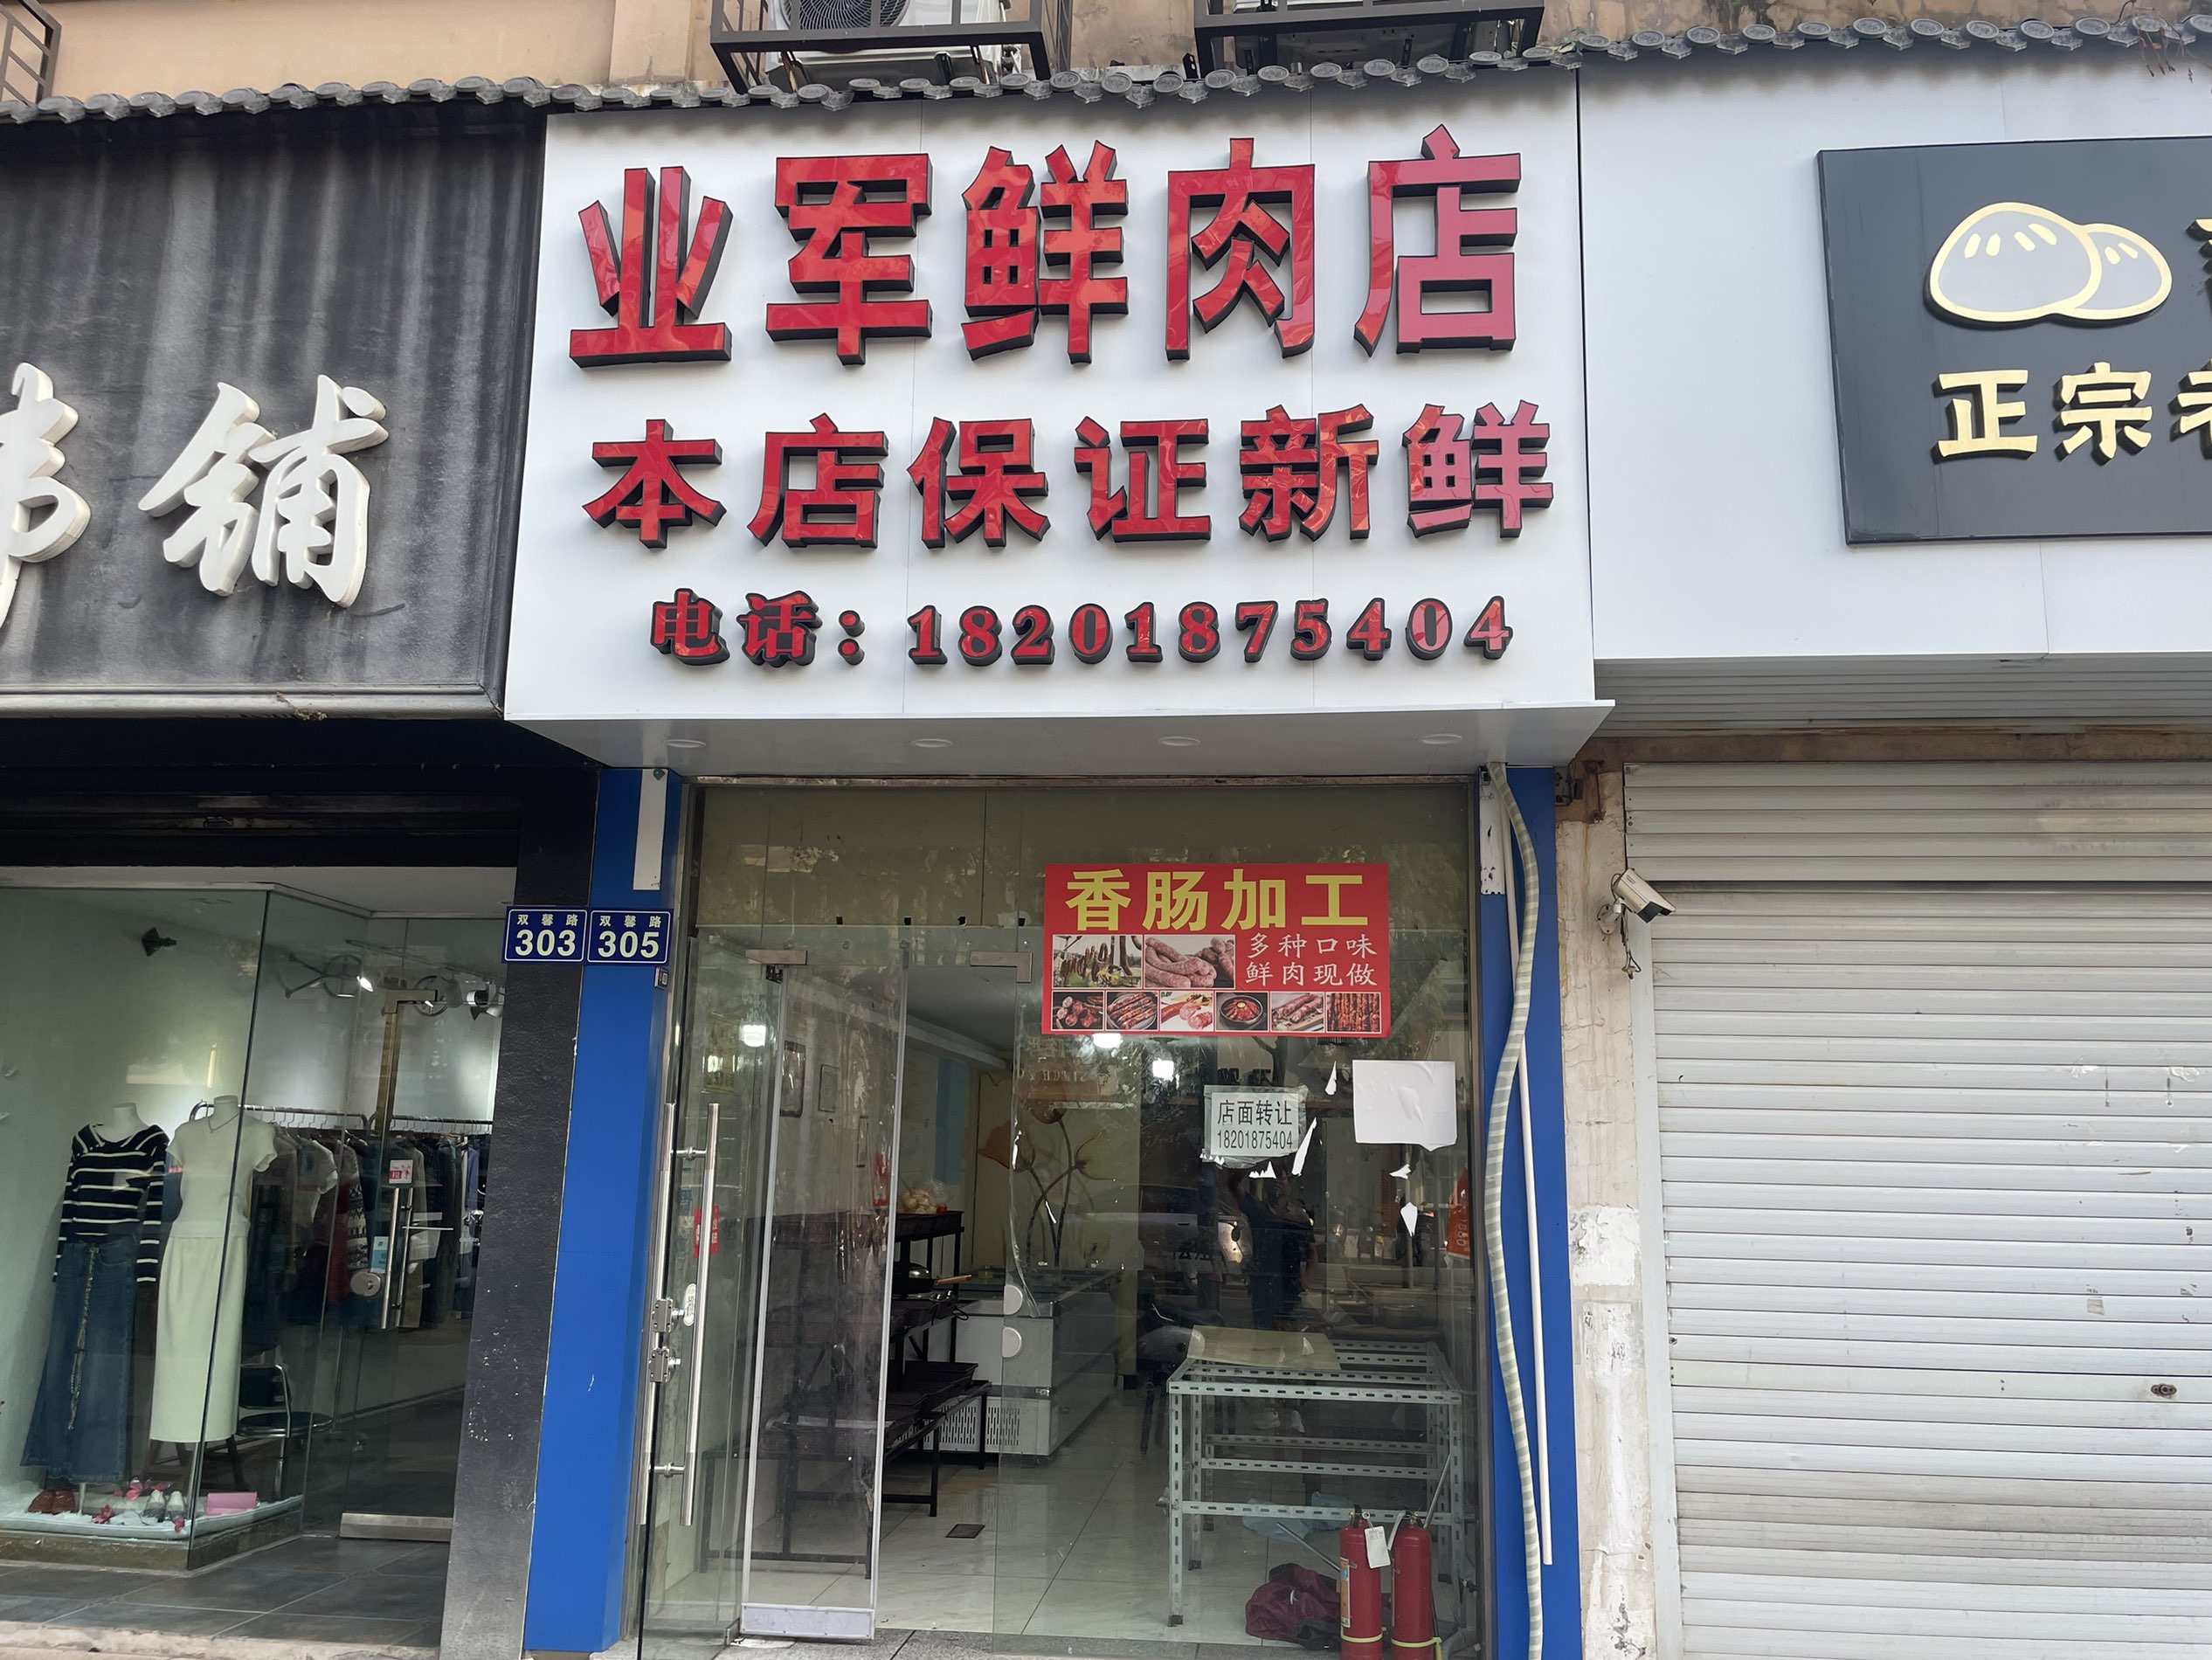 业军鲜肉店
本店保证新鲜
电话：18201875404
铺
正宗
双馨路
303
双馨路
305
香肠加工
多种口味
鲜肉现做
店面转让
18201875404